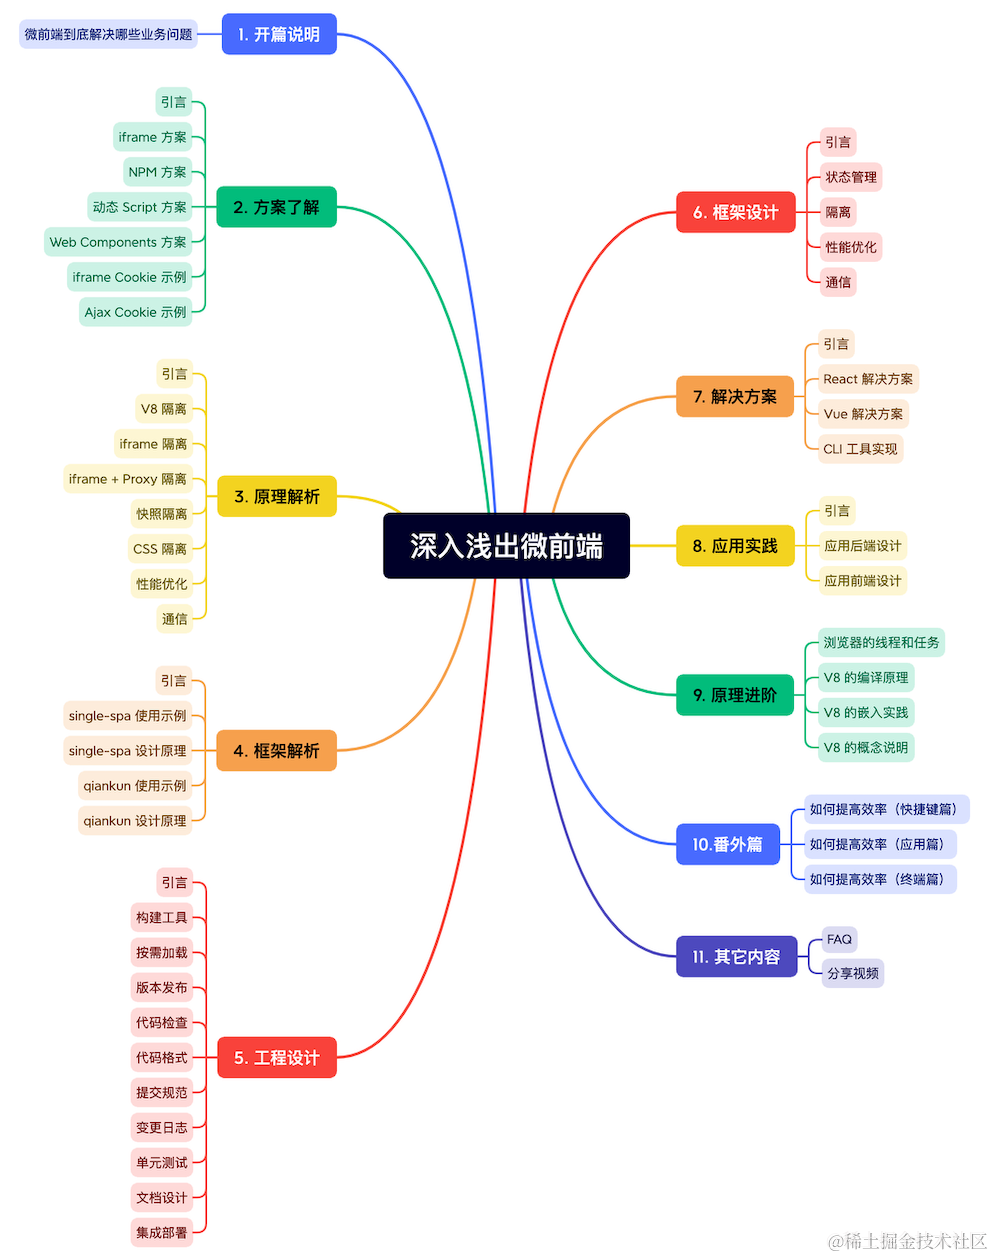 深入浅出微前端
1. 开篇说明
微前端到底解决哪些业务问题
2. 方案了解
引言
iframe 方案
NPM 方案
动态 Script 方案
Web Components 方案
iframe Cookie 示例
Ajax Cookie 示例
3. 原理解析
引言
V8 隔离
iframe 隔离
iframe + Proxy 隔离
快照隔离
CSS 隔离
性能优化
通信
4. 框架解析
引言
single-spa 使用示例
single-spa 设计原理
qiankun 使用示例
qiankun 设计原理
5. 工程设计
引言
构建工具
按需加载
版本发布
代码检查
代码格式
提交规范
变更日志
单元测试
文档设计
集成部署
6. 框架设计
引言
状态管理
隔离
性能优化
通信
7. 解决方案
引言
React 解决方案
Vue 解决方案
CLI 工具实现
8. 应用实践
引言
应用后端设计
应用前端设计
9. 原理进阶
浏览器的线程和任务
V8 的编译原理
V8 的嵌入实践
V8 的概念说明
10.番外篇
如何提高效率（快捷键篇）
如何提高效率（应用篇）
如何提高效率（终端篇）
11. 其它内容
FAQ
分享视频
@稀土掘金技术社区